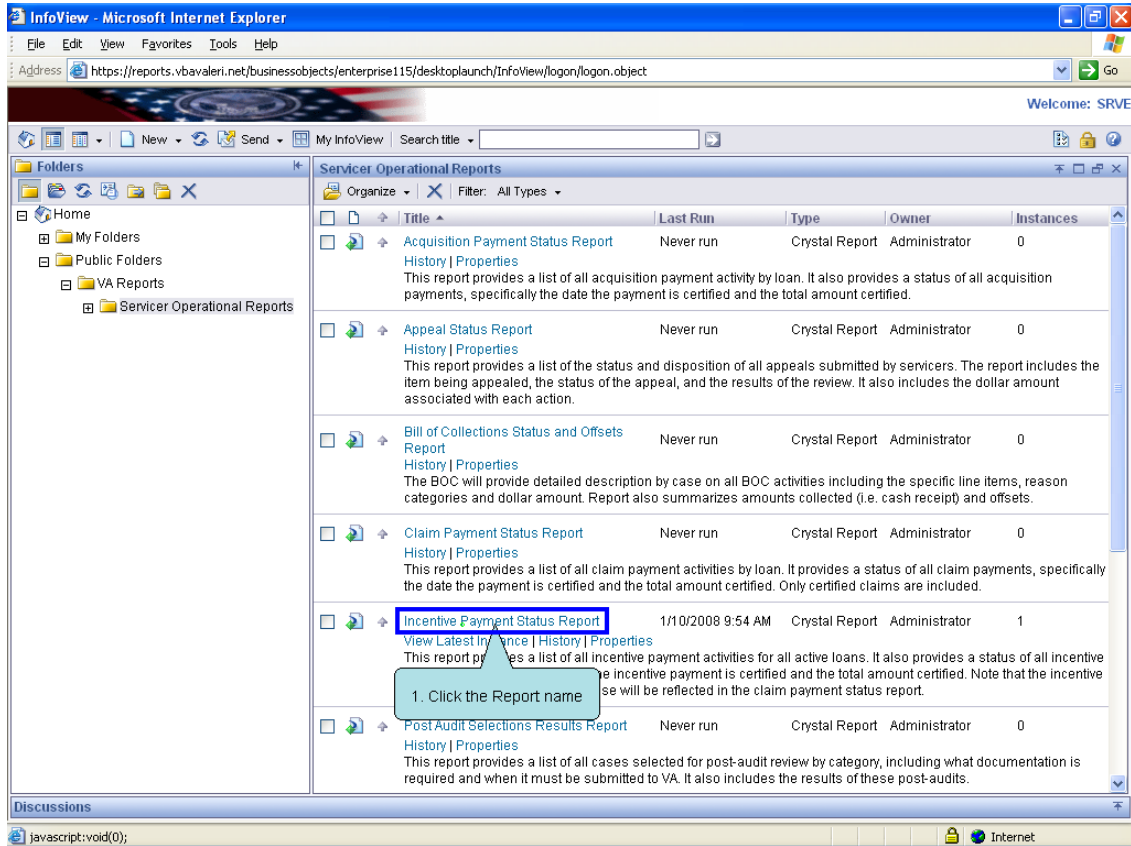 InfoView - Microsoft Internet Explorer
File Edit View Favorites Tools Help
Address https://reports.vbavaleri.net/businessobjects/enterprise115/desktoplaunch/InfoView/logon/logon.object Go
Welcome: SRVE
New Send My InfoView Search title
Folders
Home
My Folders
Public Folders
VA Reports
Servicer Operational Reports
Servicer Operational Reports
Organize Filter: All Types
Title Last Run Type Owner Instances
Acquisition Payment Status Report Never run Crystal Report Administrator 0
History | Properties
This report provides a list of all acquisition payment activity by loan. It also provides a status of all acquisition
payments, specifically the date the payment is certified and the total amount certified.
Appeal Status Report Never run Crystal Report Administrator 0
History | Properties
This report provides a list of the status and disposition of all appeals submitted by servicers. The report includes the
item being appealed, the status of the appeal, and the results of the review. It also includes the dollar amount
associated with each action.
Bill of Collections Status and Offsets
Report Never run Crystal Report Administrator 0
History | Properties
The BOC will provide detailed description by case on all BOC activities including the specific line items, reason
categories and dollar amount. Report also summarizes amounts collected (i.e. cash receipt) and offsets.
Claim Payment Status Report Never run Crystal Report Administrator 0
History | Properties
This report provides a list of all claim payment activities by loan. It provides a status of all claim payments, specifically
the date the payment is certified and the total amount certified. Only certified claims are included.
Incentive Payment Status Report 1/10/2008 9:54 AM Crystal Report Administrator 1
View Latest In ance | History | Properties
This report p es a list of all incentive payment activities for all active loans. It also provides a status of all incentive
e incentive payment is certified and the total amount certified. Note that the incentive
se will be reflected in the claim payment status report.
1. Click the Report name
Post Audit Selections Results Report Never run Crystal Report Administrator 0
History | Properties
This report provides a list of all cases selected for post-audit review by category, including what documentation is
required and when it must be submitted to VA. It also includes the results of these post-audits.
Discussions
javascript:void(0); Internet